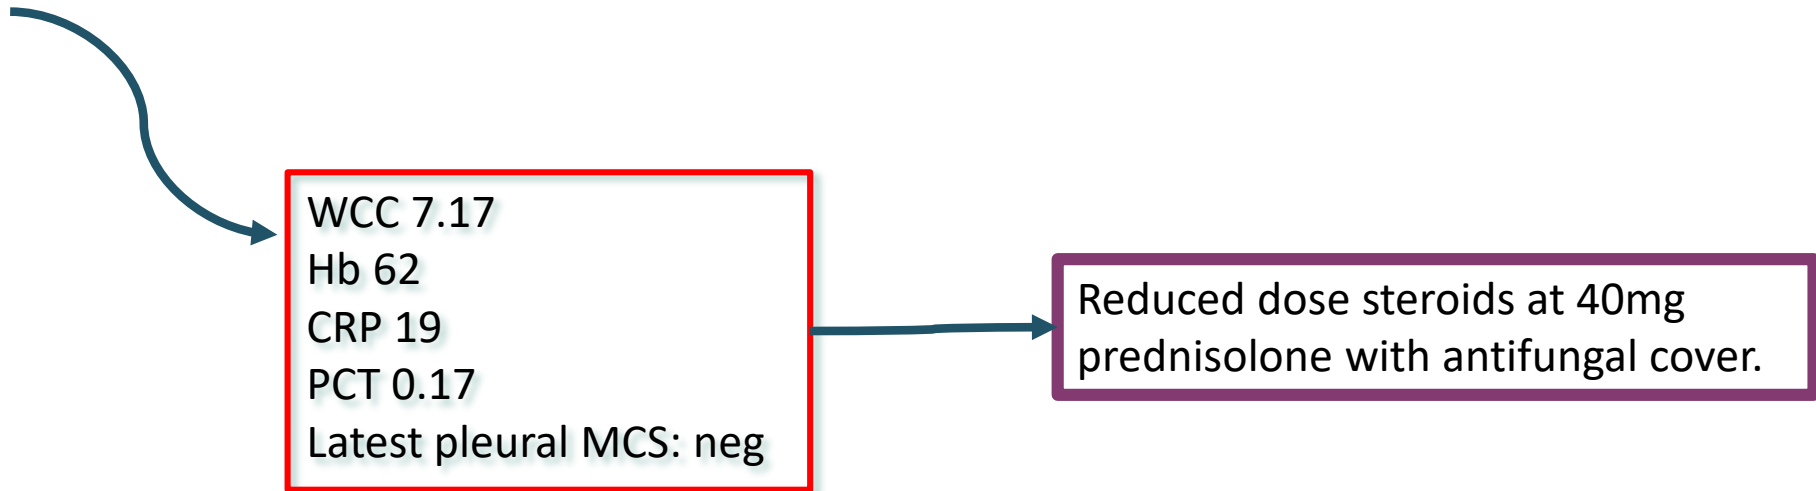 WCC 7.17
Hb 62
CRP 19
PCT 0.17
Latest pleural MCS: neg
Reduced dose steroids at 40mg
prednisolone with antifungal cover.